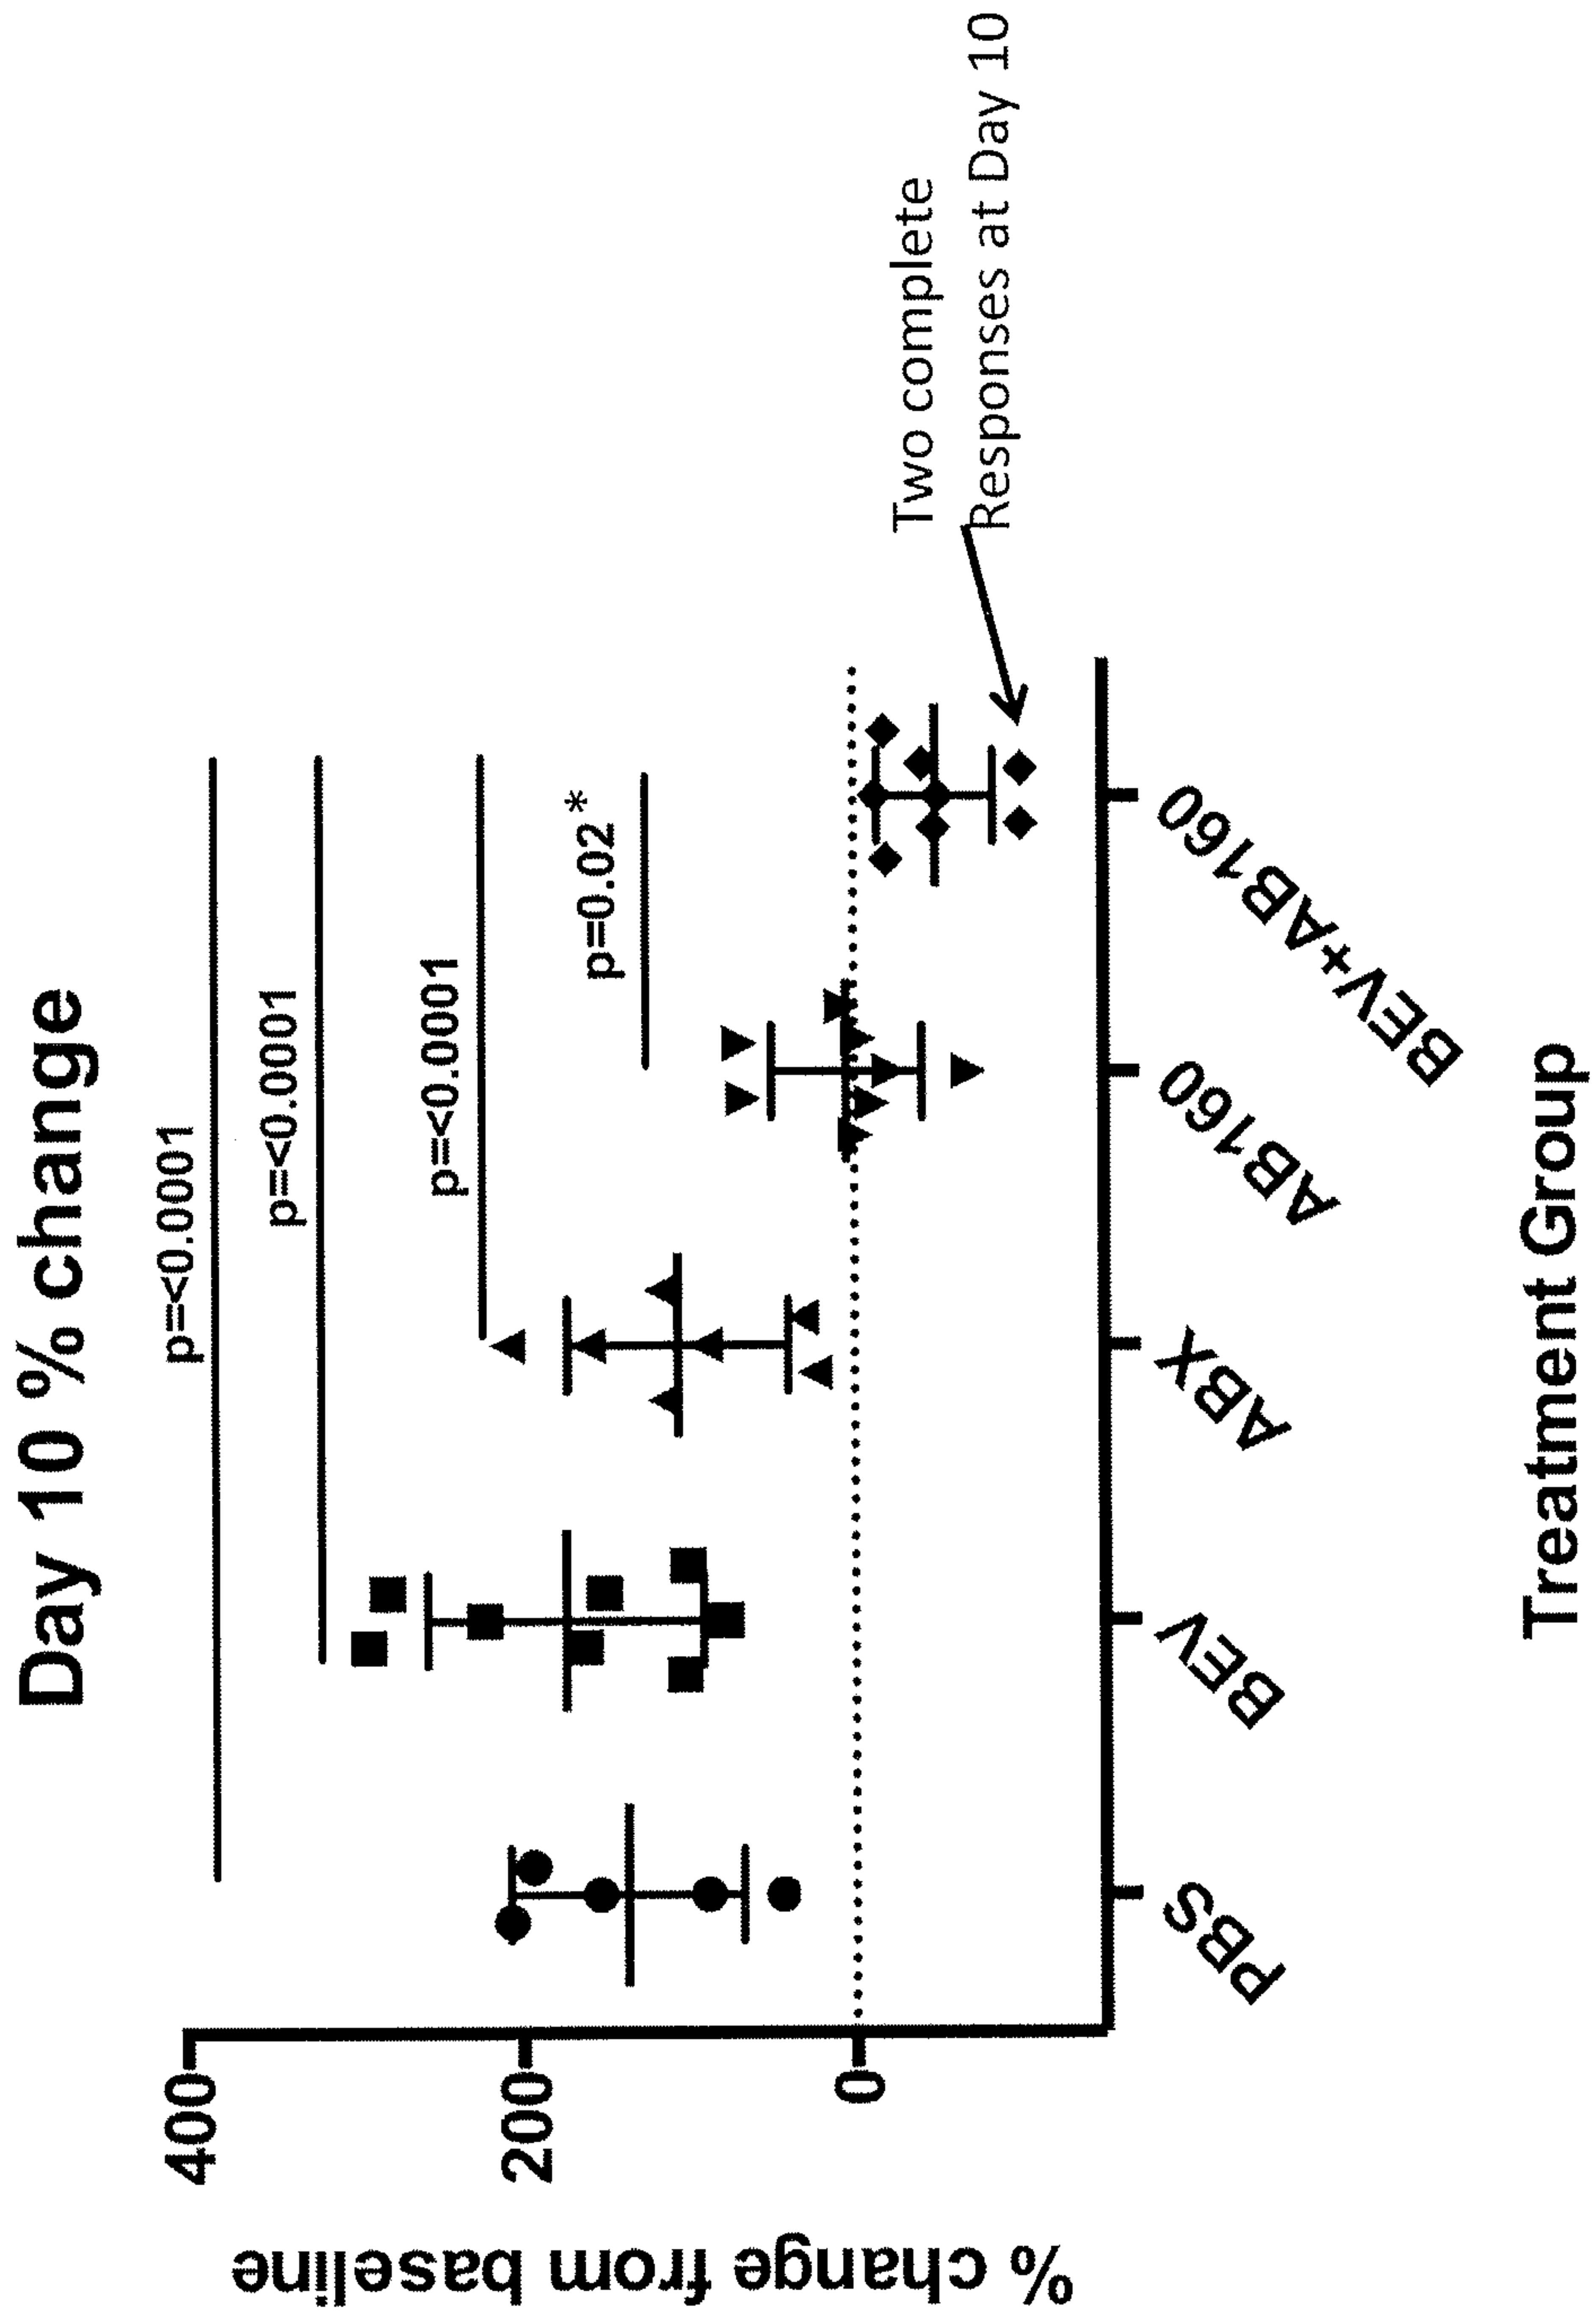 Day 10 % change
p=<0.0001
p=<0.0001
p=<0.0001
p=0.02*
400
200
0
% change from baseline
Two complete
Responses at Day 10
PBS
BEV
ABX
AB160
BEV+AB160
Treatment Group